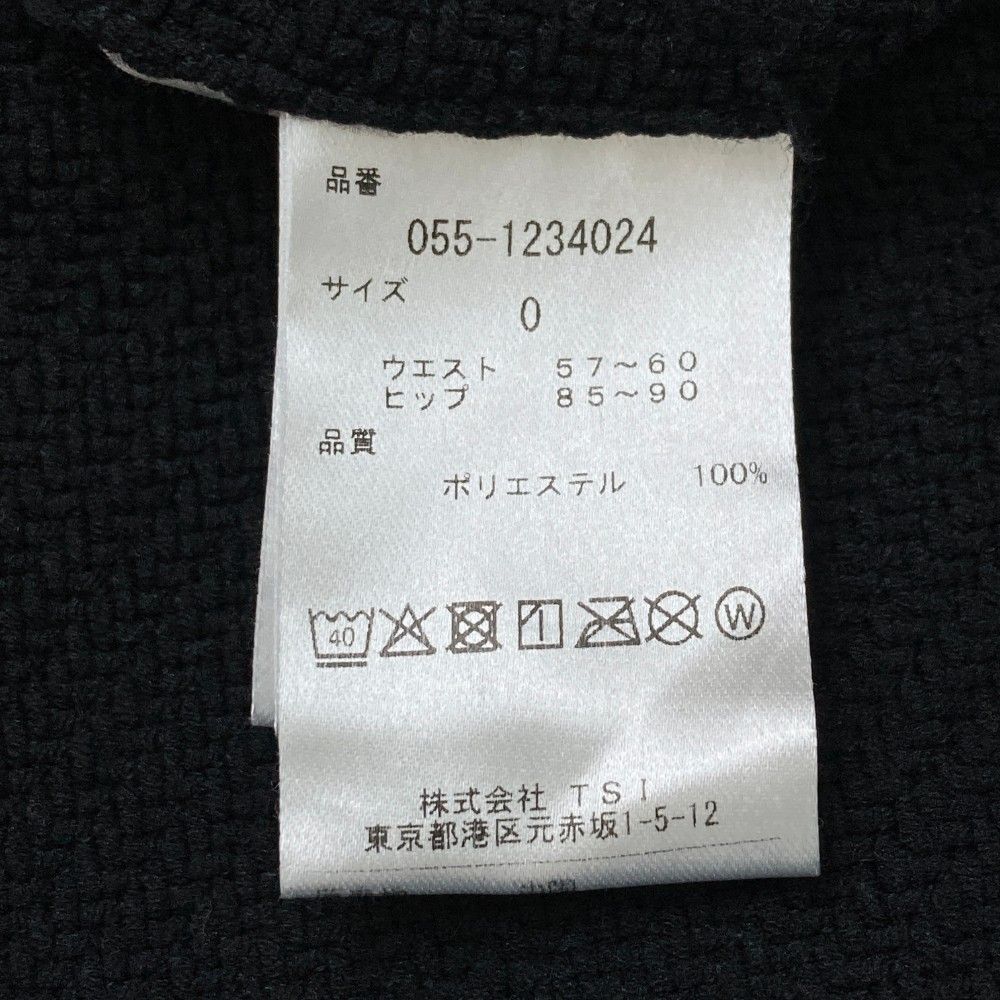 品番
055-1234024
サイズ
0
ウエスト 57~60
ヒップ 85~90
品質
ポリエステル 100%
40 W
株式会社 TSI
東京都港区元赤坂1-5-12